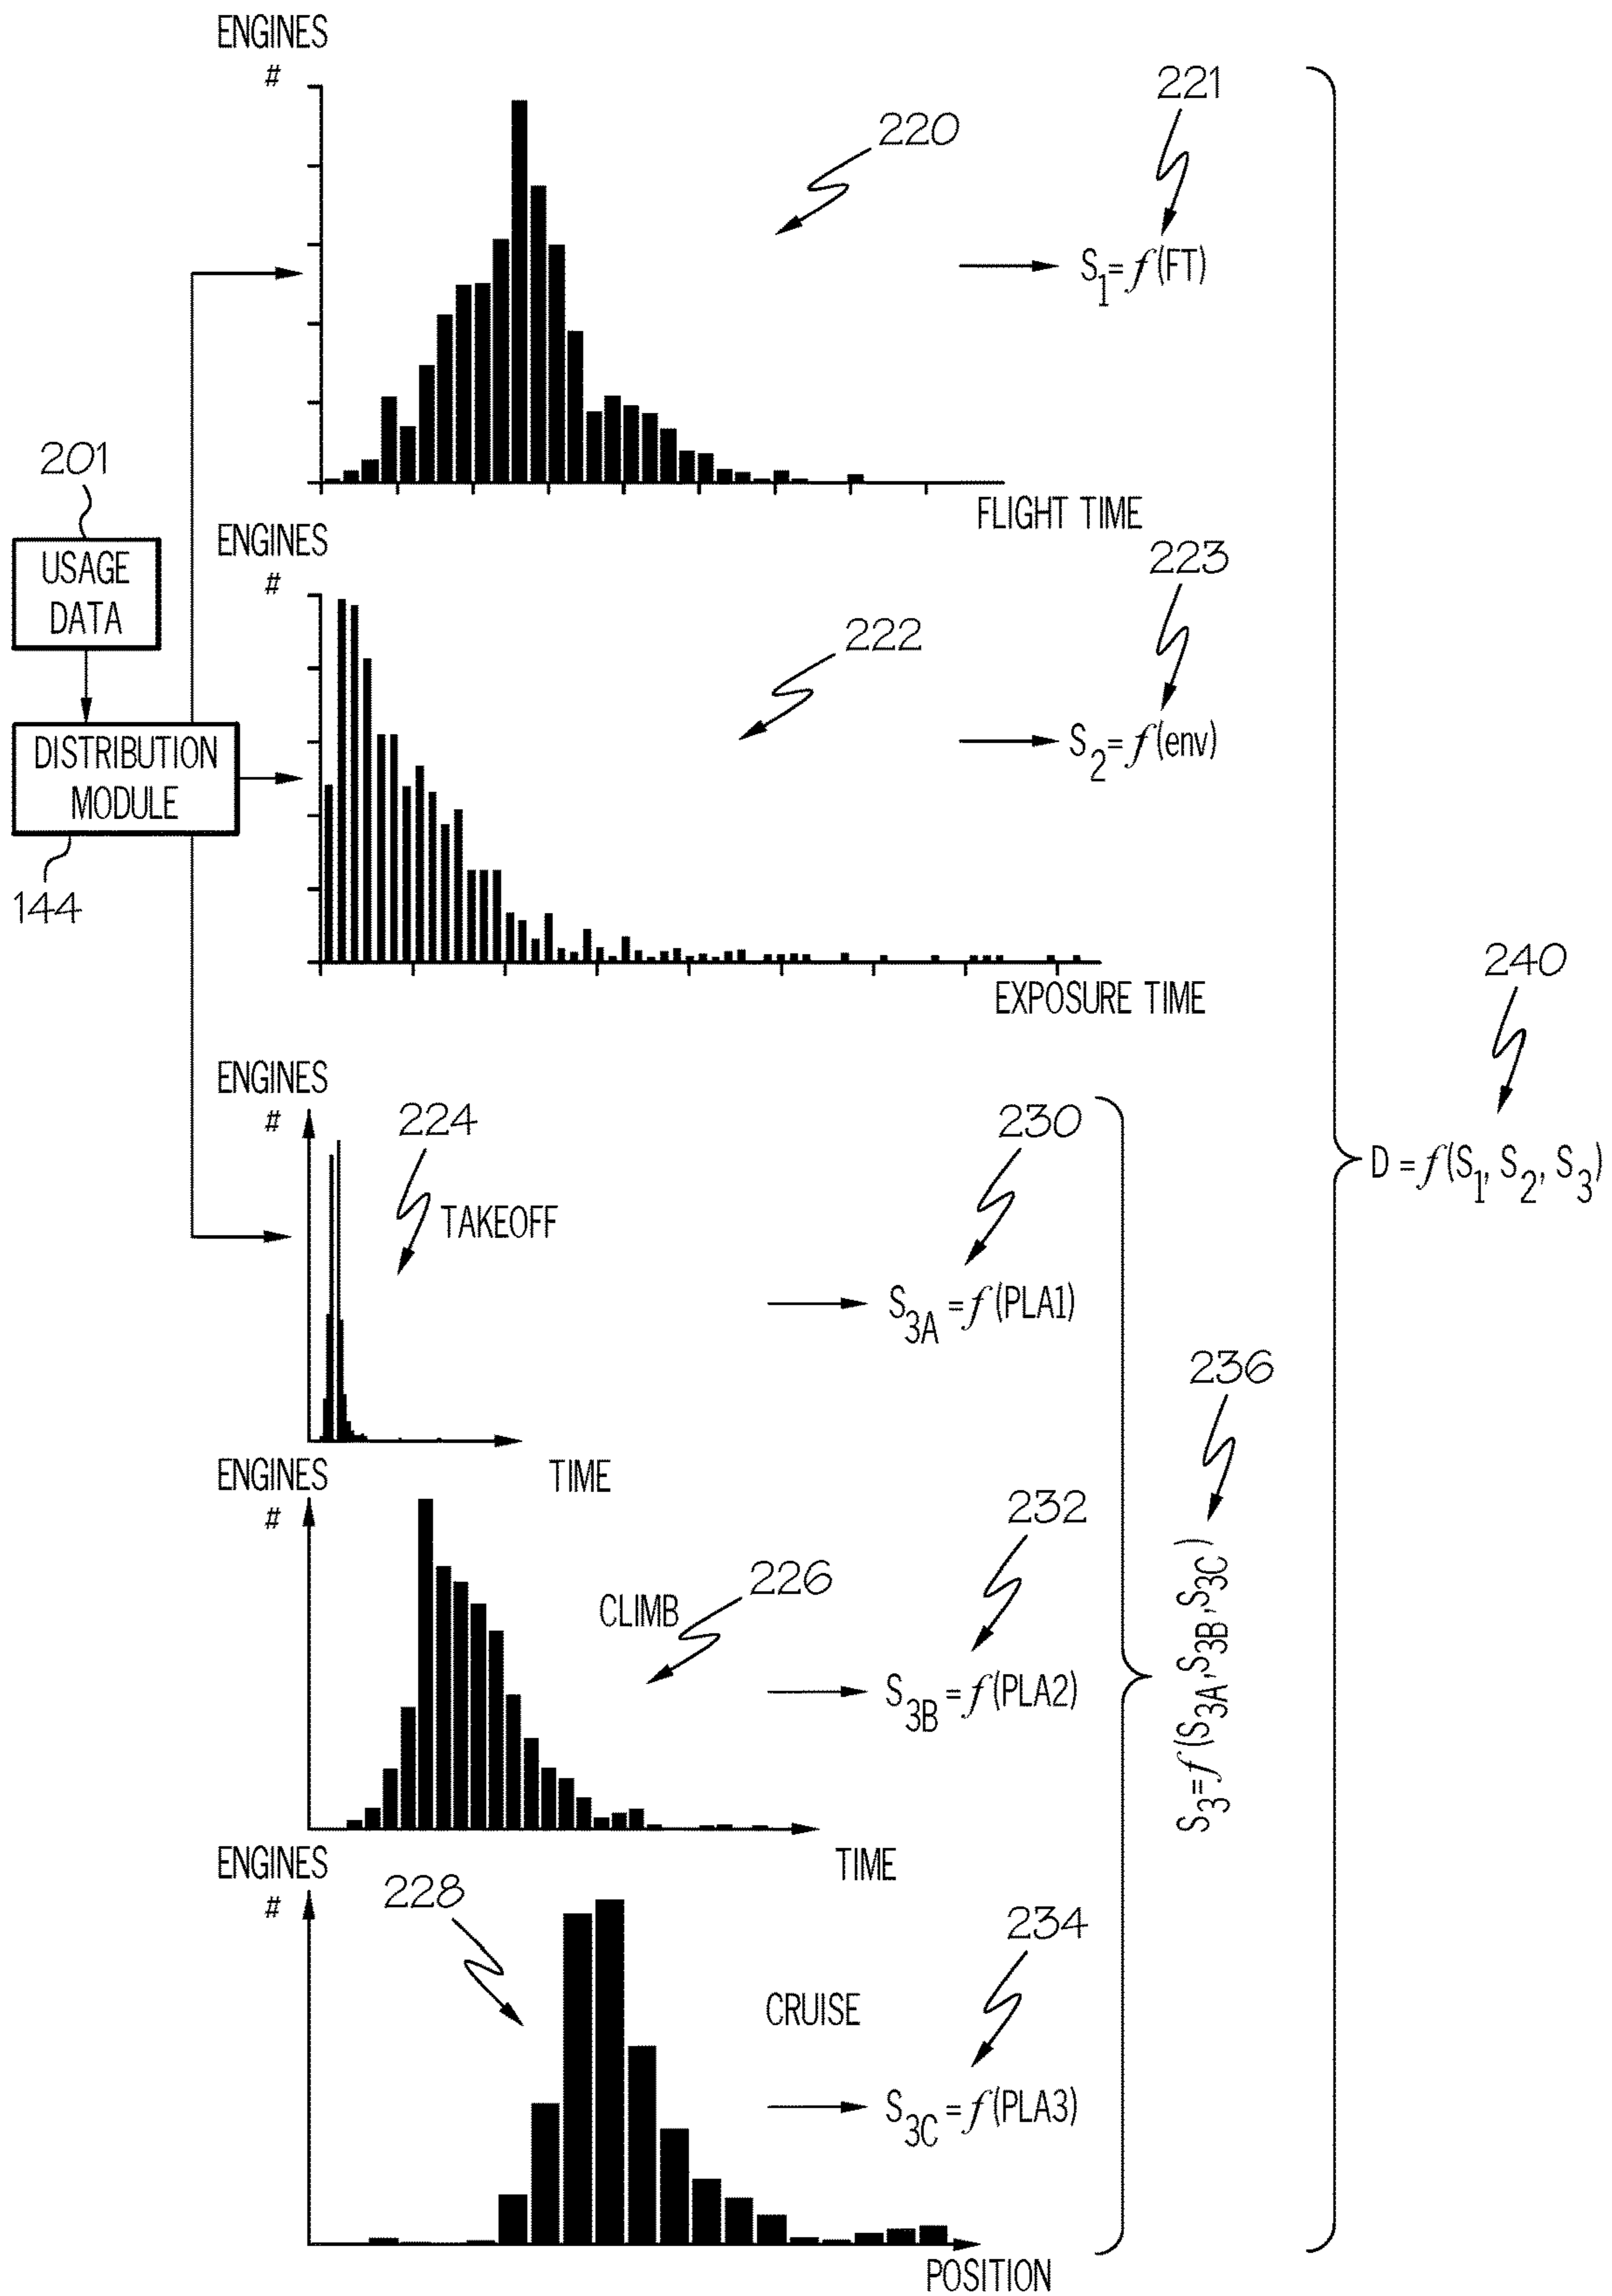 ENGINES
#
220
221
S1=f(FT)
FLIGHT TIME
201
USAGE
DATA
DISTRIBUTION
MODULE
144
ENGINES
#
222
223
S2=f(env)
EXPOSURE TIME
240
D=f(S1, S2, S3)
ENGINES
#
224
TAKEOFF
230
S3A=f(PLA1)
TIME
236
S3=f(S3A,S3B,S3C)
ENGINES
#
CLIMB
226
232
S3B=f(PLA2)
TIME
ENGINES
#
228
CRUISE
234
S3C=f(PLA3)
POSITION